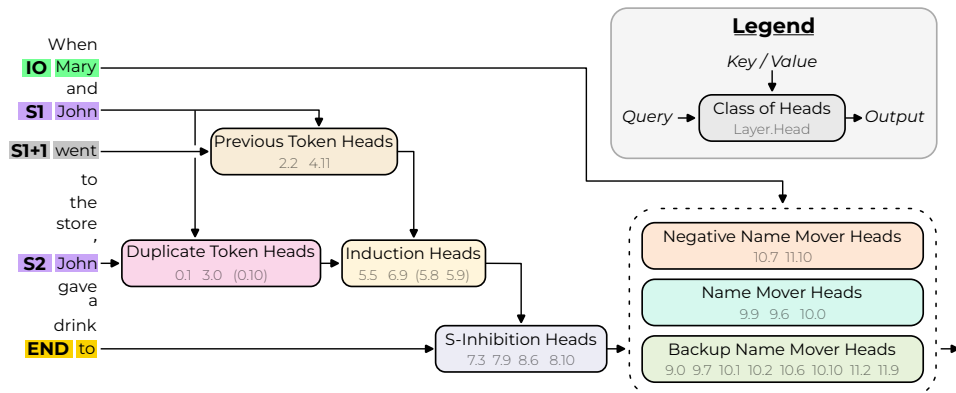 When
IO Mary
and
S1 John
S1+1 went
to
the
store
,
S2 John
gave
a
drink
END to
Previous Token Heads
2.2 4.11
Duplicate Token Heads
0.1 3.0 (0.10)
Induction Heads
5.5 6.9 (5.8 5.9)
S-Inhibition Heads
7.3 7.9 8.6 8.10
Legend
Key / Value
Query
Class of Heads
Layer.Head
Output
Negative Name Mover Heads
10.7 11.10
Name Mover Heads
9.9 9.6 10.0
Backup Name Mover Heads
9.0 9.7 10.1 10.2 10.6 10.10 11.2 11.9